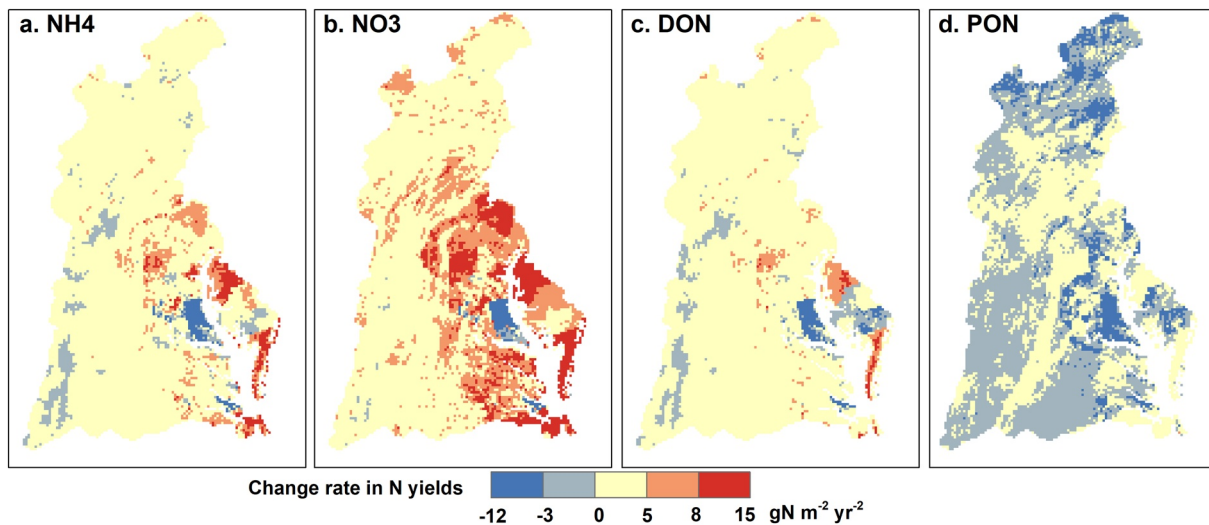 a. NH4
b. NO3
c. DON
d. PON
Change rate in N yields
-12 -3 0 5 8 15 gN m⁻² yr⁻²